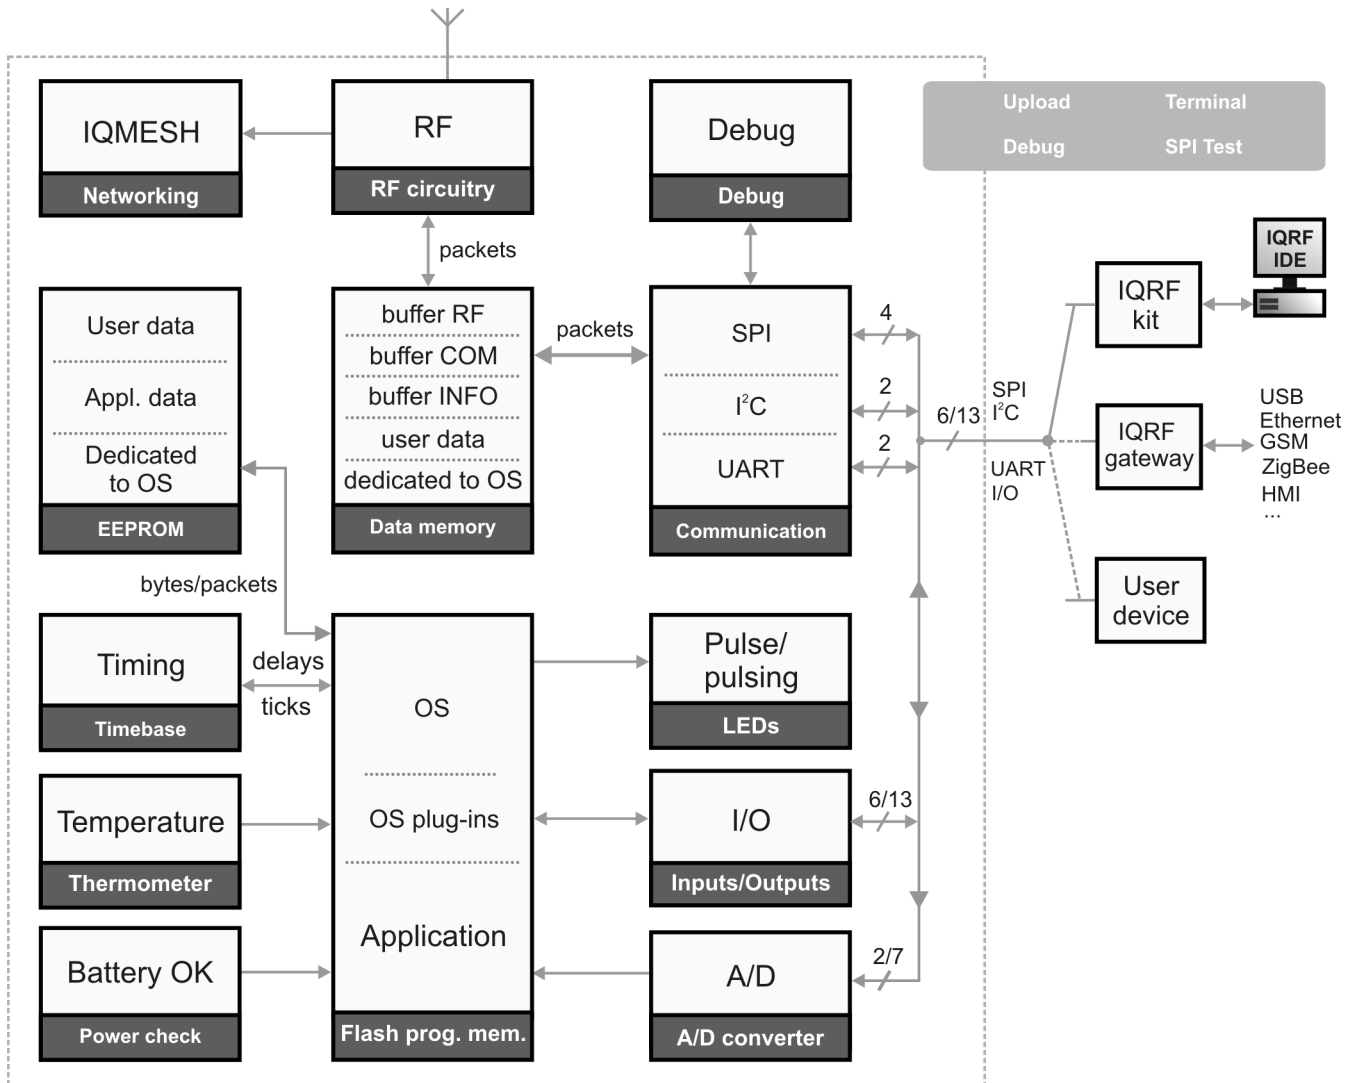 IQMESH
Networking
RF
RF circuitry
Debug
Debug
Upload
Terminal
Debug
SPI Test
packets
User data
Appl. data
Dedicated
to OS
EEPROM
buffer RF
buffer COM
buffer INFO
user data
dedicated to OS
Data memory
packets
SPI
I²C
UART
Communication
4
2
2
6/13
SPI
I²C
UART
I/O
IQRF
kit
IQRF
IDE
IQRF
gateway
USB
Ethernet
GSM
ZigBee
HMI
...
User
device
bytes/packets
Timing
Timebase
delays
ticks
Temperature
Thermometer
Battery OK
Power check
OS
OS plug-ins
Application
Flash prog. mem.
Pulse/
pulsing
LEDs
I/O
Inputs/Outputs
6/13
A/D
A/D converter
2/7